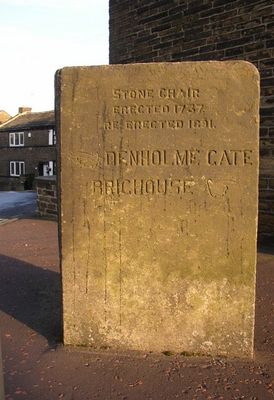 STONE CHAIR
ERECTED 1737.
RE-ERECTED 1891.
DENHOLME GATE
BRIGHOUSE